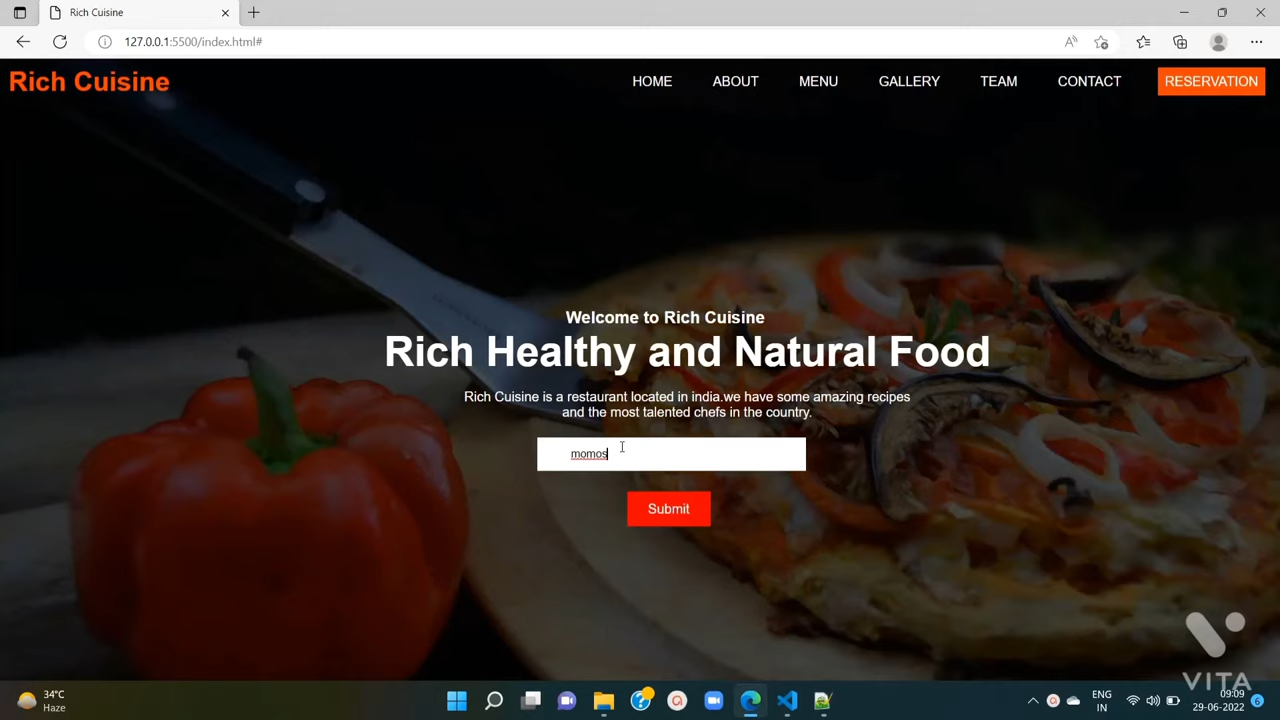 Rich Cuisine
127.0.0.1:5500/index.html#
Rich Cuisine
HOME
ABOUT
MENU
GALLERY
TEAM
CONTACT
RESERVATION
Welcome to Rich Cuisine
Rich Healthy and Natural Food
Rich Cuisine is a restaurant located in india.we have some amazing recipes
and the most talented chefs in the country.
momos
Submit
VITA
34°C
Haze
ENG
IN
09:09
29-06-2022
6